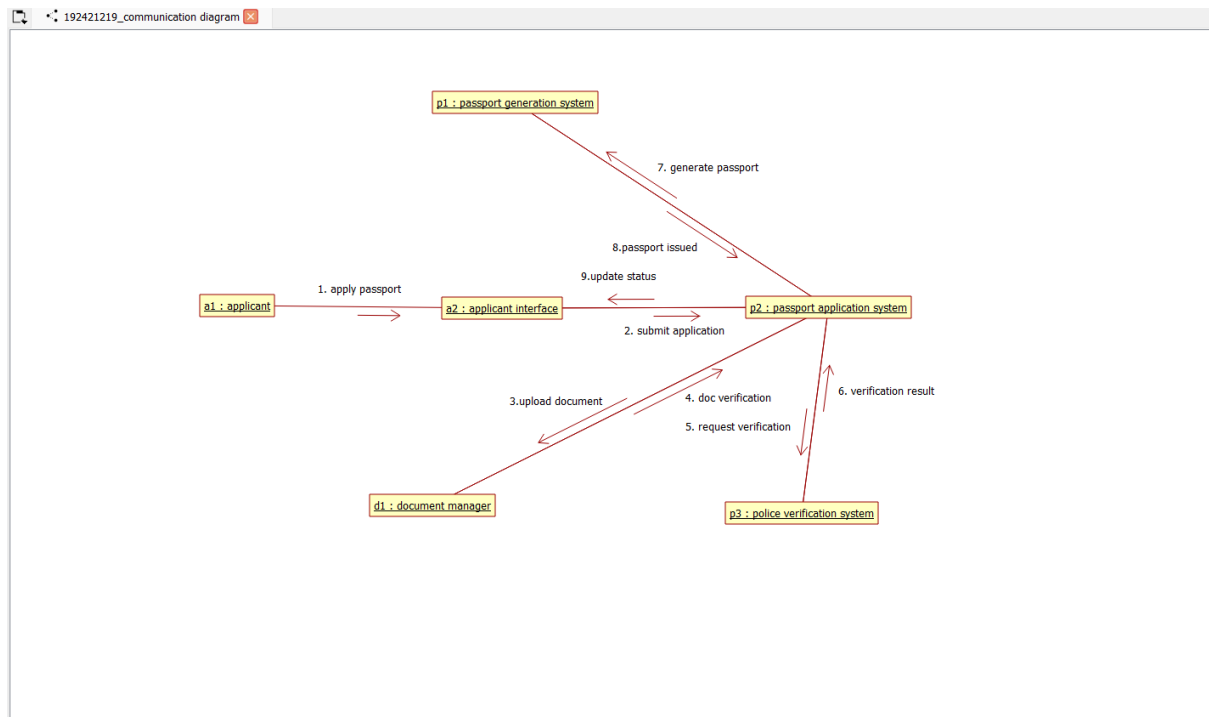 192421219_communication diagram
p1 : passport generation system
7. generate passport
8.passport issued
9.update status
1. apply passport
a1 : applicant
a2 : applicant interface
p2 : passport application system
2. submit application
3.upload document
4. doc verification
6. verification result
5. request verification
d1 : document manager
p3 : police verification system